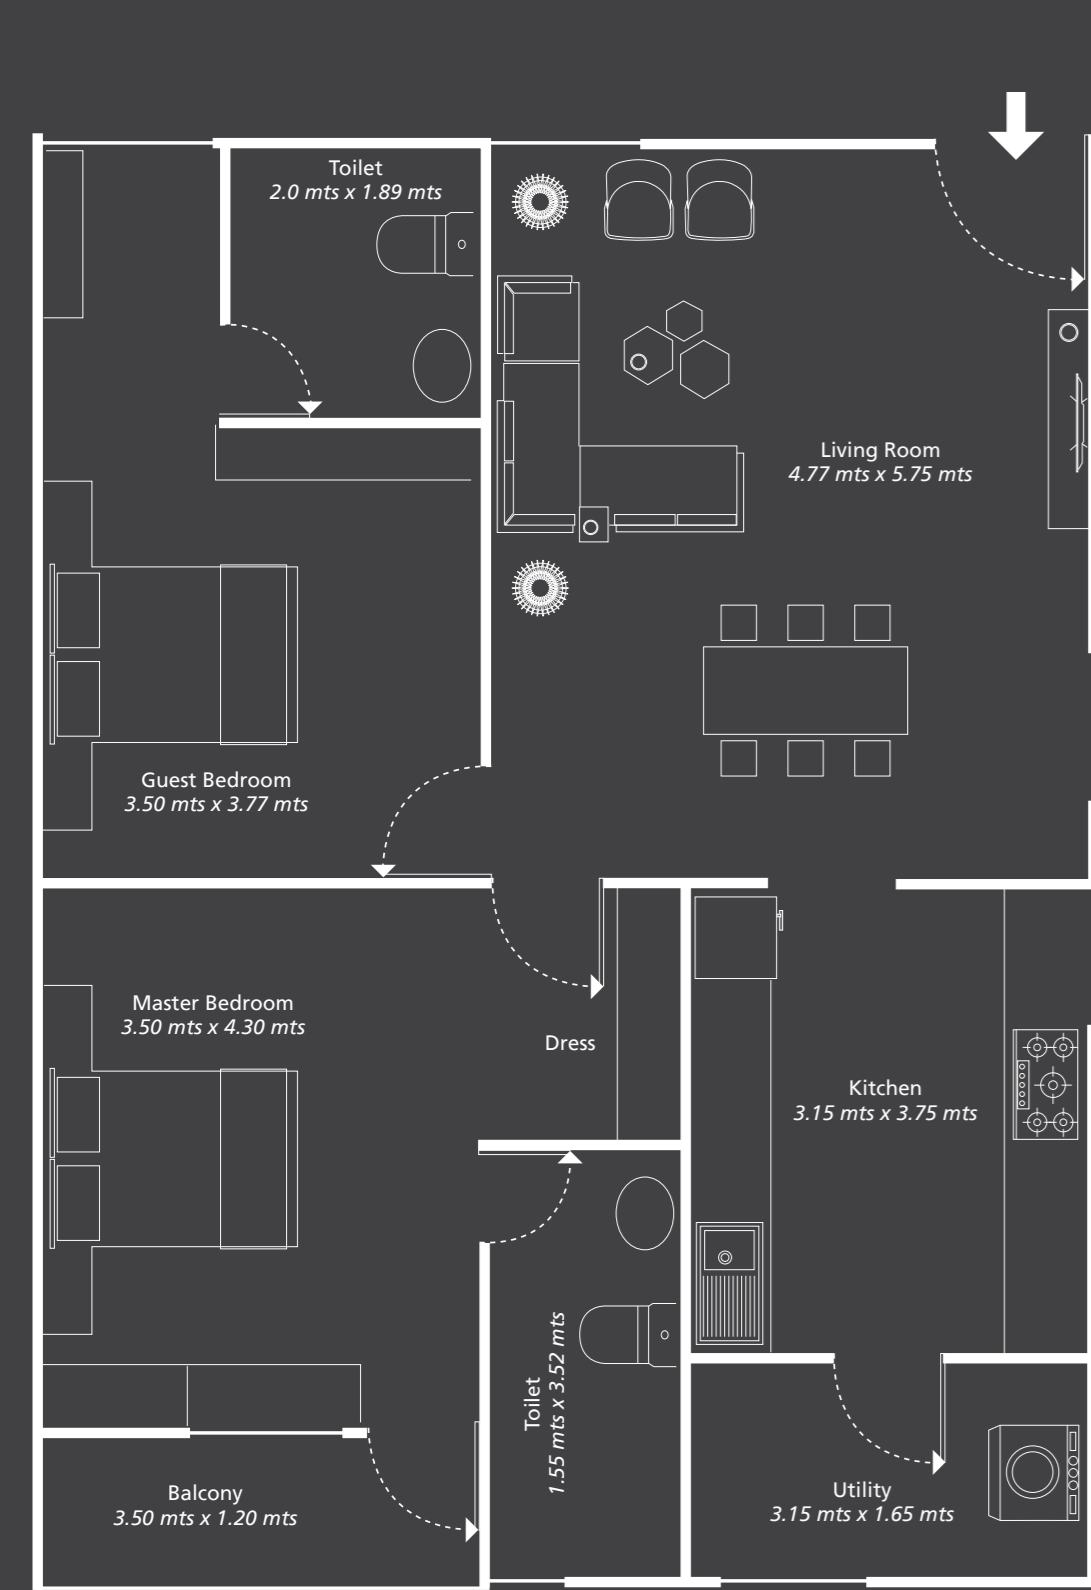 Toilet
2.0 mts x 1.89 mts
Living Room
4.77 mts x 5.75 mts
Guest Bedroom
3.50 mts x 3.77 mts
Master Bedroom
3.50 mts x 4.30 mts
Dress
Kitchen
3.15 mts x 3.75 mts
Toilet
1.55 mts x 3.52 mts
Balcony
3.50 mts x 1.20 mts
Utility
3.15 mts x 1.65 mts